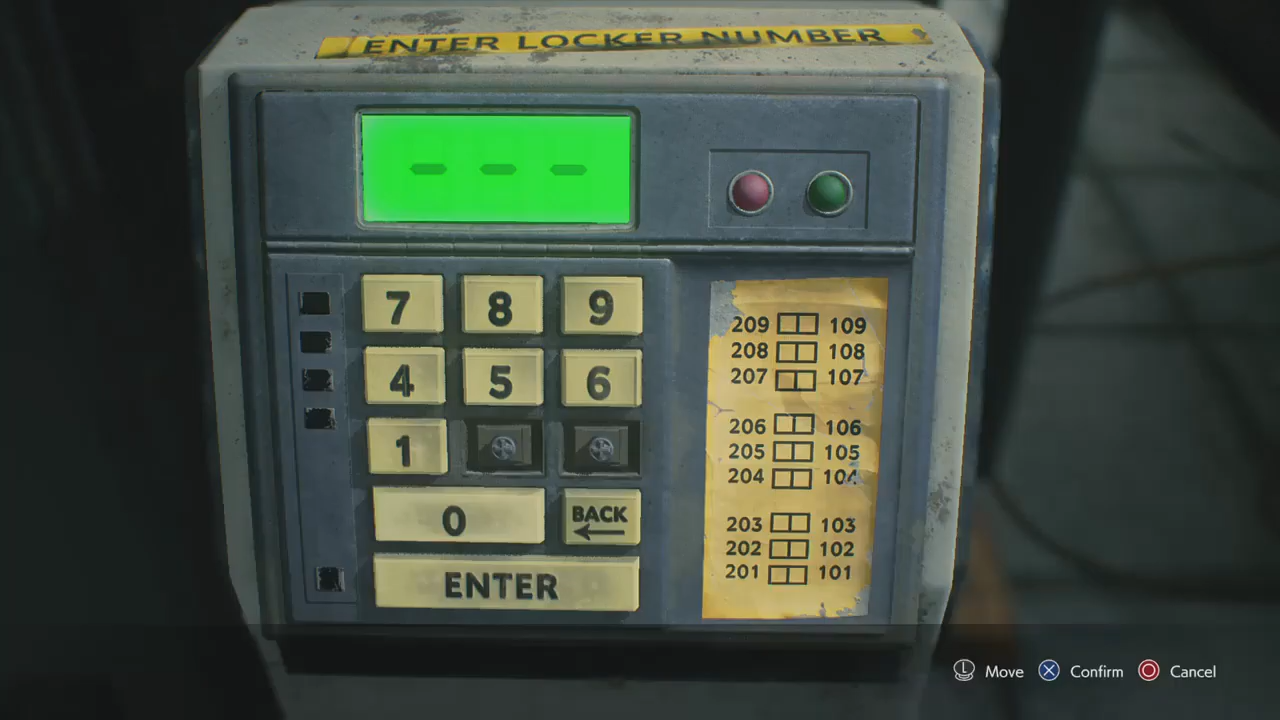 ENTER LOCKER NUMBER
- - -
7 8 9
4 5 6
1
0 BACK
ENTER
209 109
208 108
207 107
206 106
205 105
204 104
203 103
202 102
201 101
L Move Confirm Cancel